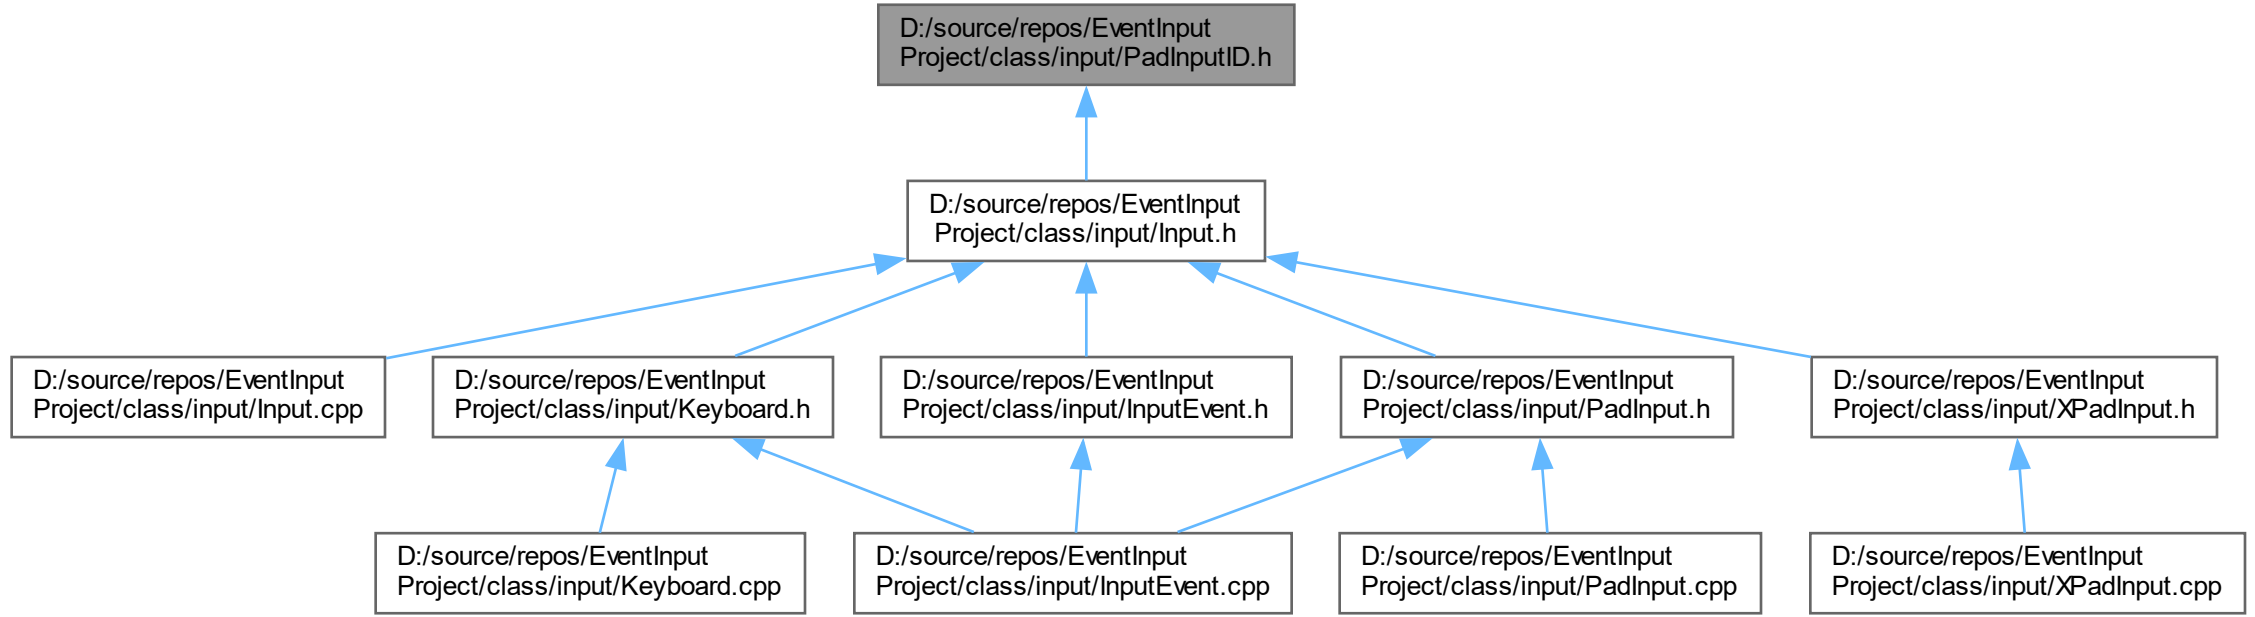 D:/source/repos/EventInput
Project/class/input/PadInputID.h
D:/source/repos/EventInput
Project/class/input/Input.h
D:/source/repos/EventInput
Project/class/input/Input.cpp
D:/source/repos/EventInput
Project/class/input/Keyboard.h
D:/source/repos/EventInput
Project/class/input/InputEvent.h
D:/source/repos/EventInput
Project/class/input/PadInput.h
D:/source/repos/EventInput
Project/class/input/XPadInput.h
D:/source/repos/EventInput
Project/class/input/Keyboard.cpp
D:/source/repos/EventInput
Project/class/input/InputEvent.cpp
D:/source/repos/EventInput
Project/class/input/PadInput.cpp
D:/source/repos/EventInput
Project/class/input/XPadInput.cpp